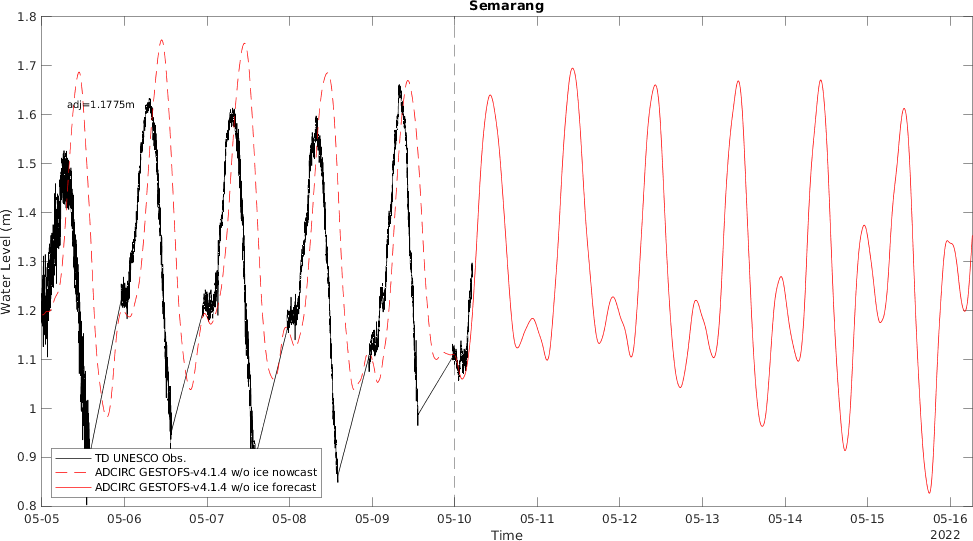 Semarang
1.8
1.7
1.6
1.5
1.4
1.3
1.2
1.1
1
0.9
0.8
Water Level (m)
adj=1.1775m
TD UNESCO Obs.
ADCIRC GESTOFS-v4.1.4 w/o ice nowcast
ADCIRC GESTOFS-v4.1.4 w/o ice forecast
05-05 05-06 05-07 05-08 05-09 05-10 05-11 05-12 05-13 05-14 05-15 05-16
Time
2022